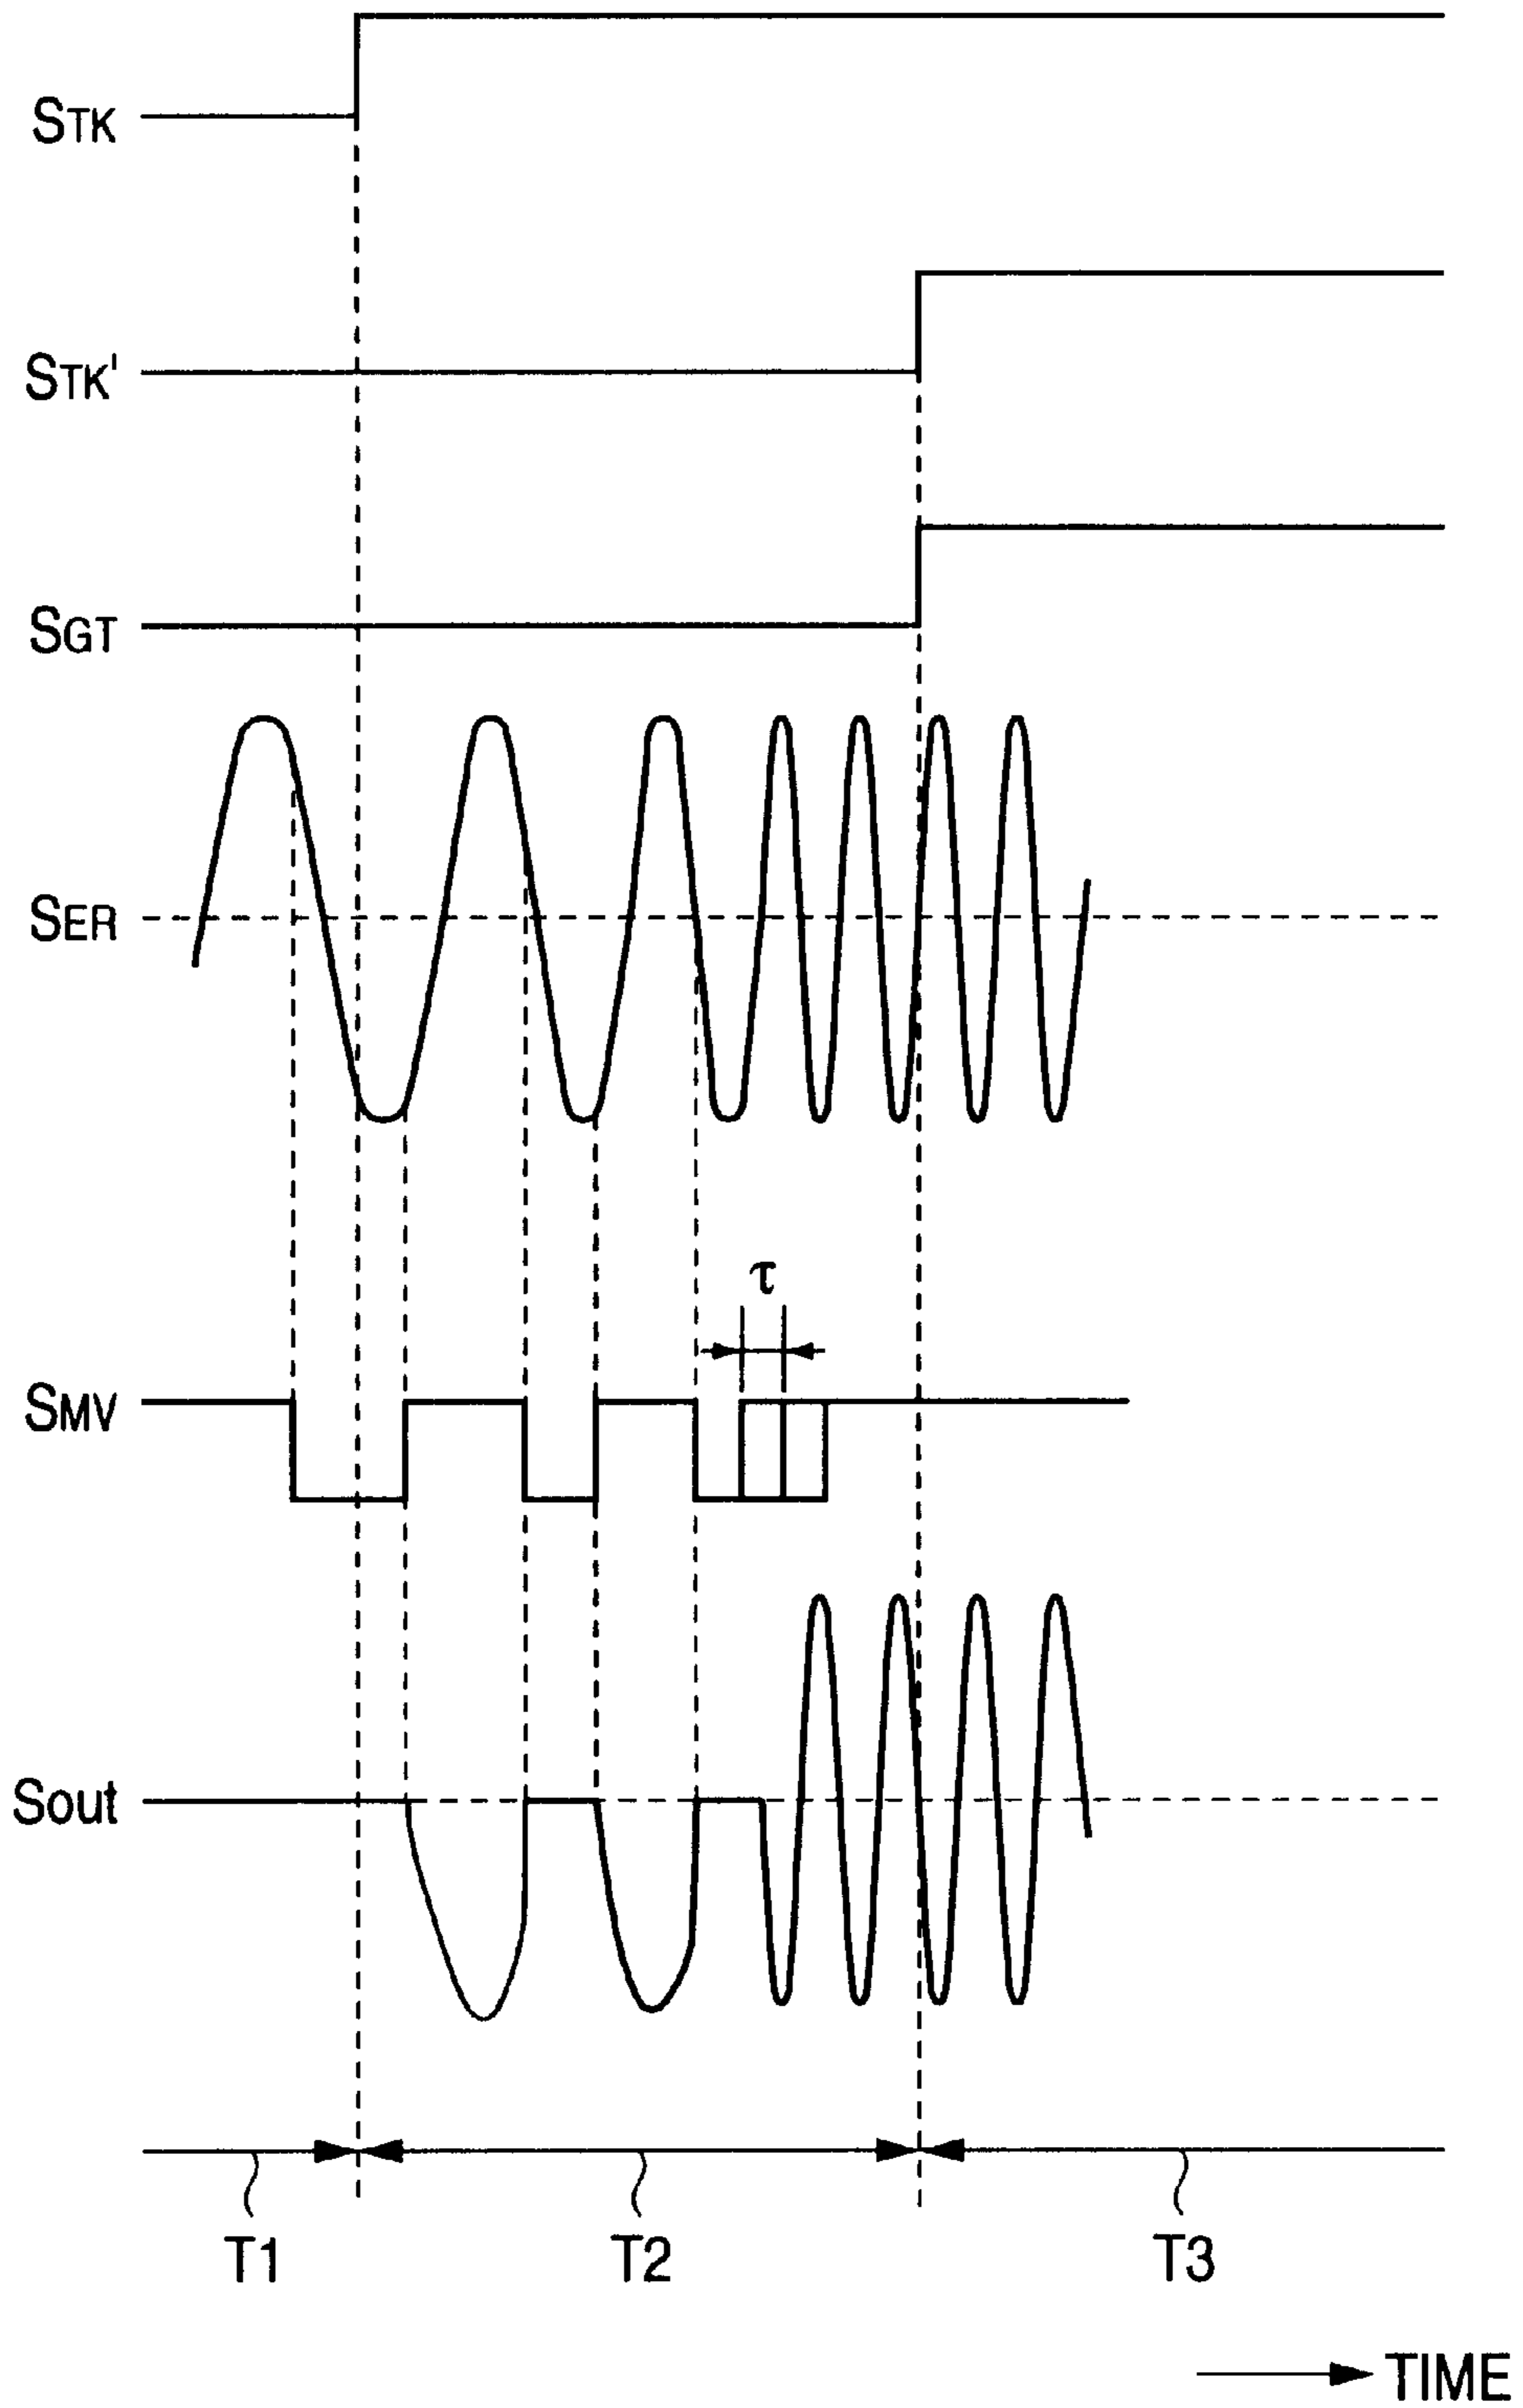 STK
STK'
SGT
SER
τ
SMV
Sout
T1
T2
T3
TIME